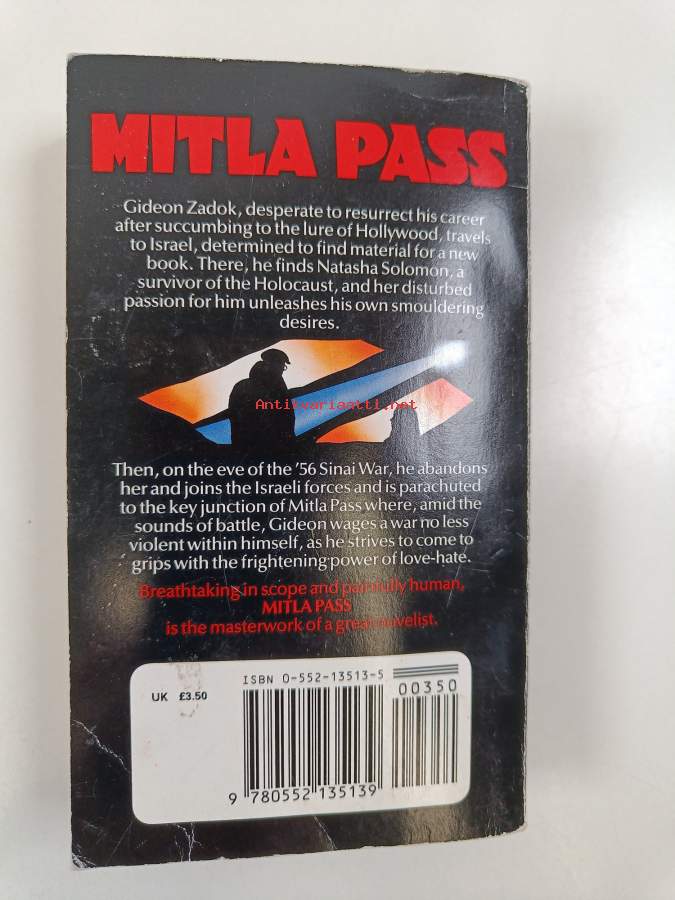 MITLA PASS
Gideon Zadok, desperate to resurrect his career
after succumbing to the lure of Hollywood, travels
to Israel, determined to find material for a new
book. There, he finds Natasha Solomon, a
survivor of the Holocaust, and her disturbed
passion for him unleashes his own smouldering
desires.
Antikvariaatti.net
Then, on the eve of the '56 Sinai War, he abandons
her and joins the Israeli forces and is parachuted
to the key junction of Mitla Pass where, amid the
sounds of battle, Gideon wages a war no less
violent within himself, as he strives to come to
grips with the frightening power of love-hate.
Breathtaking in scope and painfully human,
MITLA PASS
is the masterwork of a great novelist.
UK £3.50
ISBN 0-552-13513-5
00350
9 780552 135139